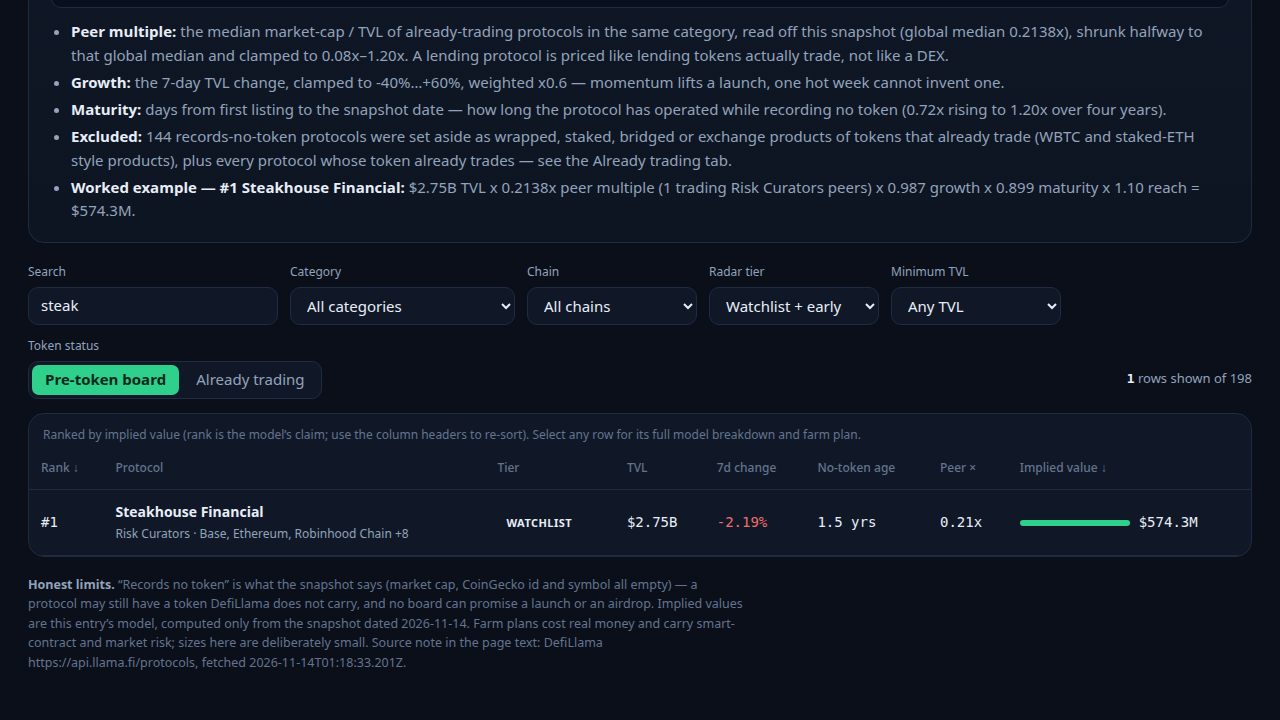 Peer multiple: the median market-cap / TVL of already-trading protocols in the same category, read off this snapshot (global median 0.2138x), shrunk halfway to
that global median and clamped to 0.08x–1.20x. A lending protocol is priced like lending tokens actually trade, not like a DEX.
Growth: the 7-day TVL change, clamped to -40%...+60%, weighted x0.6 — momentum lifts a launch, one hot week cannot invent one.
Maturity: days from first listing to the snapshot date — how long the protocol has operated while recording no token (0.72x rising to 1.20x over four years).
Excluded: 144 records-no-token protocols were set aside as wrapped, staked, bridged or exchange products of tokens that already trade (WBTC and staked-ETH
style products), plus every protocol whose token already trades — see the Already trading tab.
Worked example — #1 Steakhouse Financial: $2.75B TVL x 0.2138x peer multiple (1 trading Risk Curators peers) x 0.987 growth x 0.899 maturity x 1.10 reach =
$574.3M.
Search Category Chain Radar tier Minimum TVL
steak All categories All chains Watchlist + early Any TVL
Token status
Pre-token board Already trading 1 rows shown of 198
Ranked by implied value (rank is the model's claim; use the column headers to re-sort). Select any row for its full model breakdown and farm plan.
Rank ↓ Protocol Tier TVL 7d change No-token age Peer × Implied value ↓
#1 Steakhouse Financial WATCHLIST $2.75B -2.19% 1.5 yrs 0.21x $574.3M
Risk Curators · Base, Ethereum, Robinhood Chain +8
Honest limits. “Records no token” is what the snapshot says (market cap, CoinGecko id and symbol all empty) — a
protocol may still have a token DefiLlama does not carry, and no board can promise a launch or an airdrop. Implied values
are this entry's model, computed only from the snapshot dated 2026-11-14. Farm plans cost real money and carry smart-
contract and market risk; sizes here are deliberately small. Source note in the page text: DefiLlama
https://api.llama.fi/protocols, fetched 2026-11-14T01:18:33.201Z.